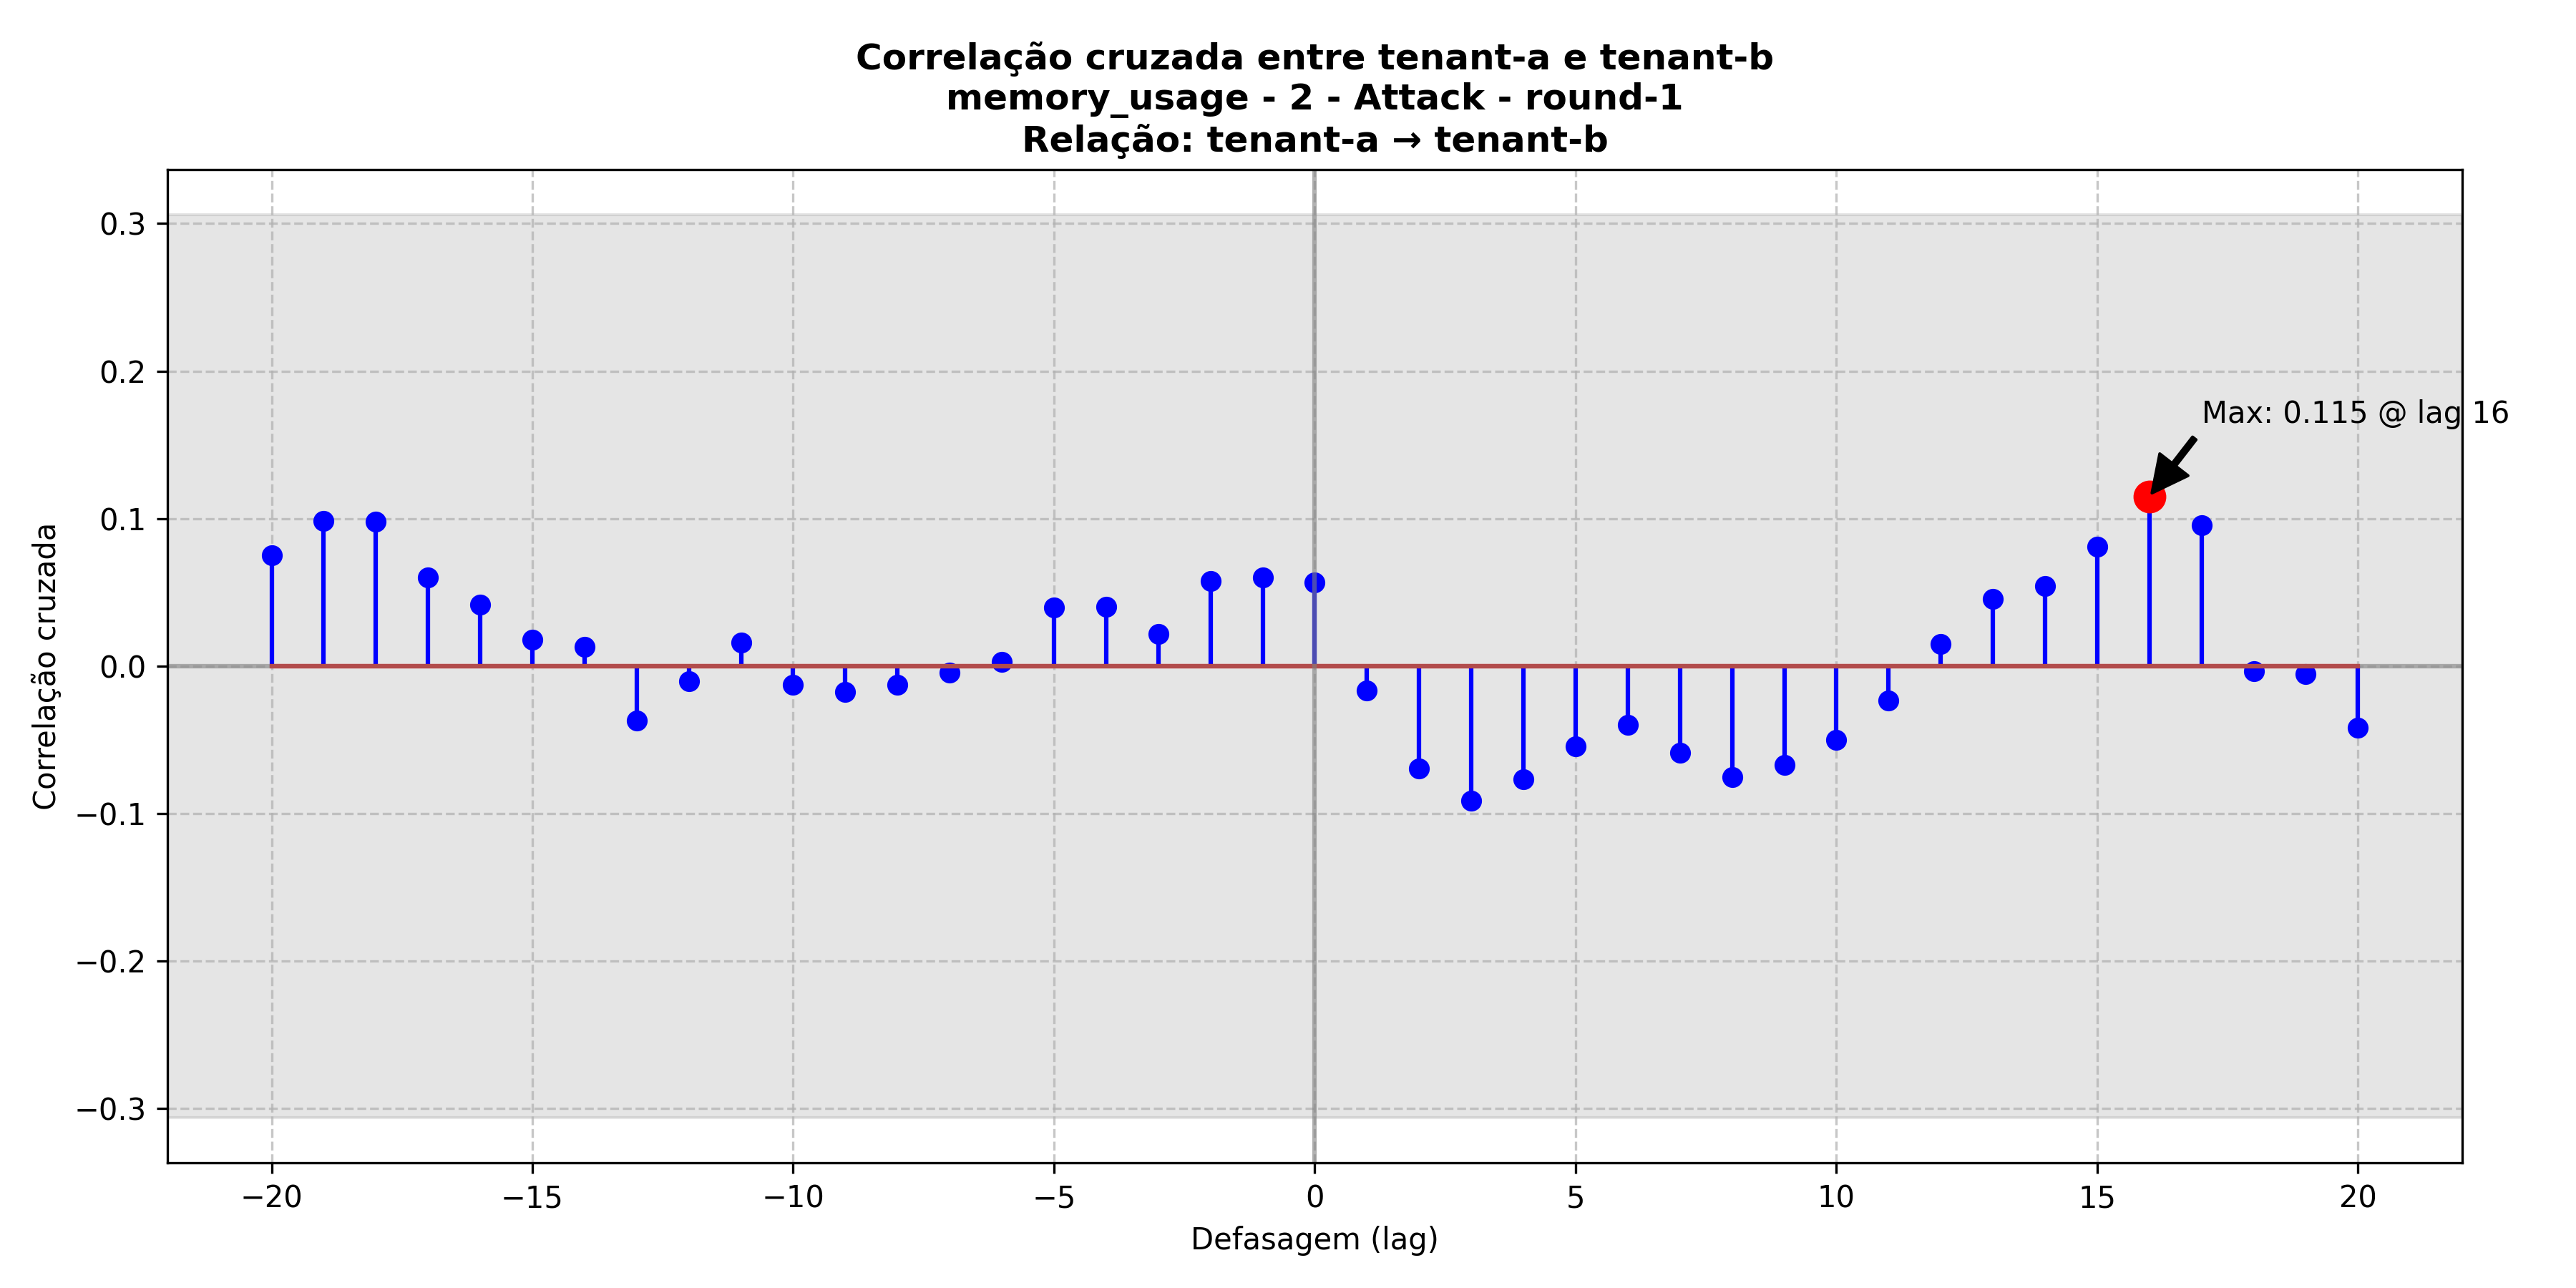 Correlação cruzada entre tenant-a e tenant-b
memory_usage - 2 - Attack - round-1
Relação: tenant-a → tenant-b
0.3
0.2
0.1
0.0
−0.1
−0.2
−0.3
Correlação cruzada
Max: 0.115 @ lag 16
−20
−15
−10
−5
0
5
10
15
20
Defasagem (lag)